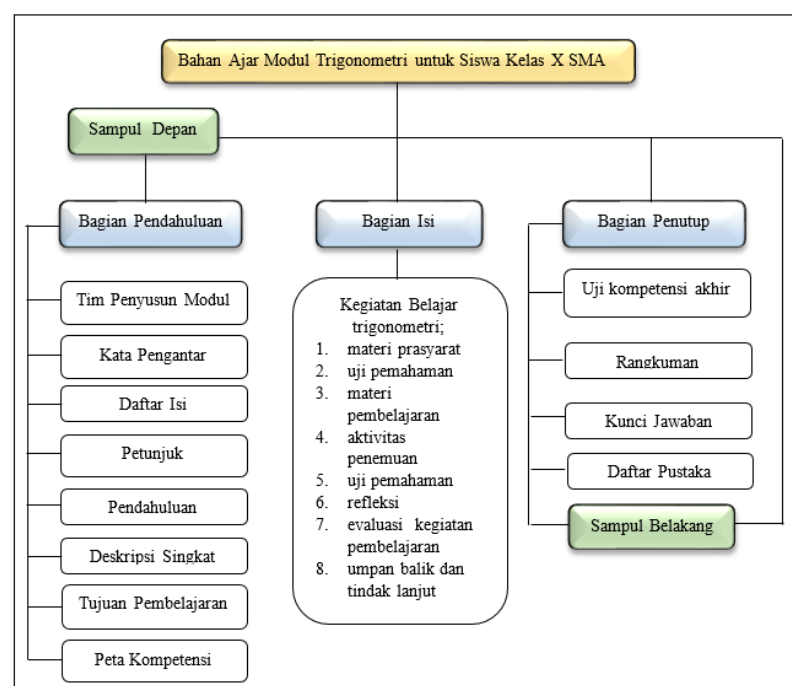 Bahan Ajar Modul Trigonometri untuk Siswa Kelas X SMA
Sampul Depan
Bagian Pendahuluan
Tim Penyusun Modul
Kata Pengantar
Daftar Isi
Petunjuk
Pendahuluan
Deskripsi Singkat
Tujuan Pembelajaran
Peta Kompetensi
Bagian Isi
Kegiatan Belajar
trigonometri;
1. materi prasyarat
2. uji pemahaman
3. materi
pembelajaran
4. aktivitas
penemuan
5. uji pemahaman
6. refleksi
7. evaluasi kegiatan
pembelajaran
8. umpan balik dan
tindak lanjut
Bagian Penutup
Uji kompetensi akhir
Rangkuman
Kunci Jawaban
Daftar Pustaka
Sampul Belakang